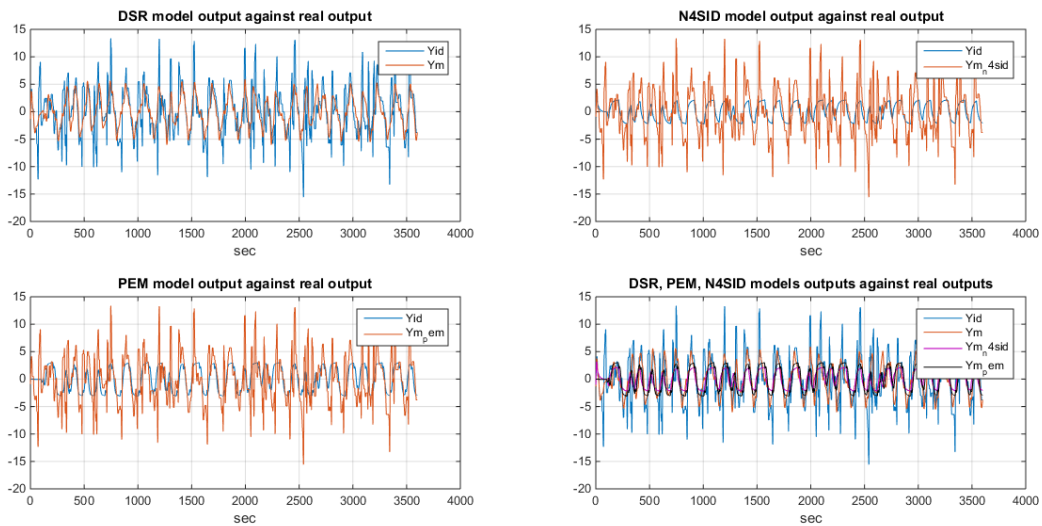 DSR model output against real output
15
10
5
0
-5
-10
-15
-20
0 500 1000 1500 2000 2500 3000 3500 4000
sec
Yid
Ym
N4SID model output against real output
15
10
5
0
-5
-10
-15
-20
0 500 1000 1500 2000 2500 3000 3500 4000
sec
Yid
Ym_n4sid
PEM model output against real output
15
10
5
0
-5
-10
-15
-20
0 500 1000 1500 2000 2500 3000 3500 4000
sec
Yid
Ym_pem
DSR, PEM, N4SID models outputs against real outputs
15
10
5
0
-5
-10
-15
-20
0 500 1000 1500 2000 2500 3000 3500 4000
sec
Yid
Ym
Ym_n4sid
Ym_pem